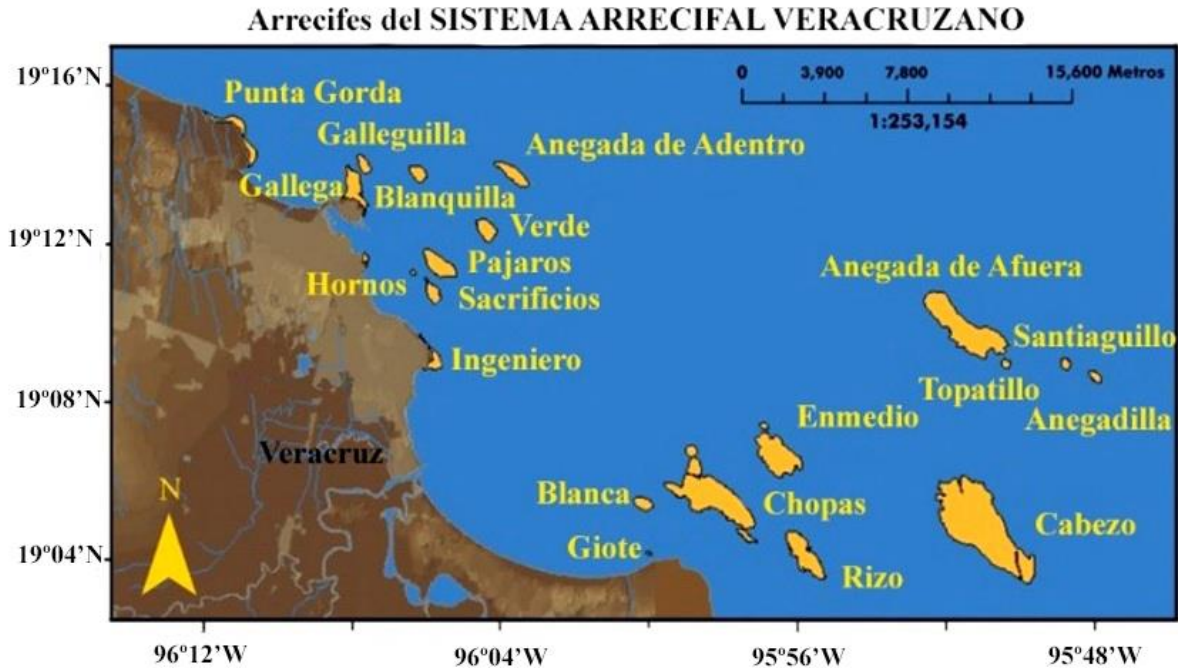 Arrecifes del SISTEMA ARRECIFAL VERACRUZANO
19º16’N
0 3,900 7,800 15,600 Metros
1:253,154
Punta Gorda
Galleguilla
Anegada de Adentro
Gallega
Blanquilla
Verde
19º12’N
Pajaros
Anegada de Afuera
Hornos
Sacrificios
Santiaguillo
Ingeniero
Topatillo
19º08’N
Enmedio
Anegadilla
Veracruz
N
Blanca
Chopas
Cabezo
Giote
19º04’N
Rizo
96º12’W 96º04’W 95º56’W 95º48’W